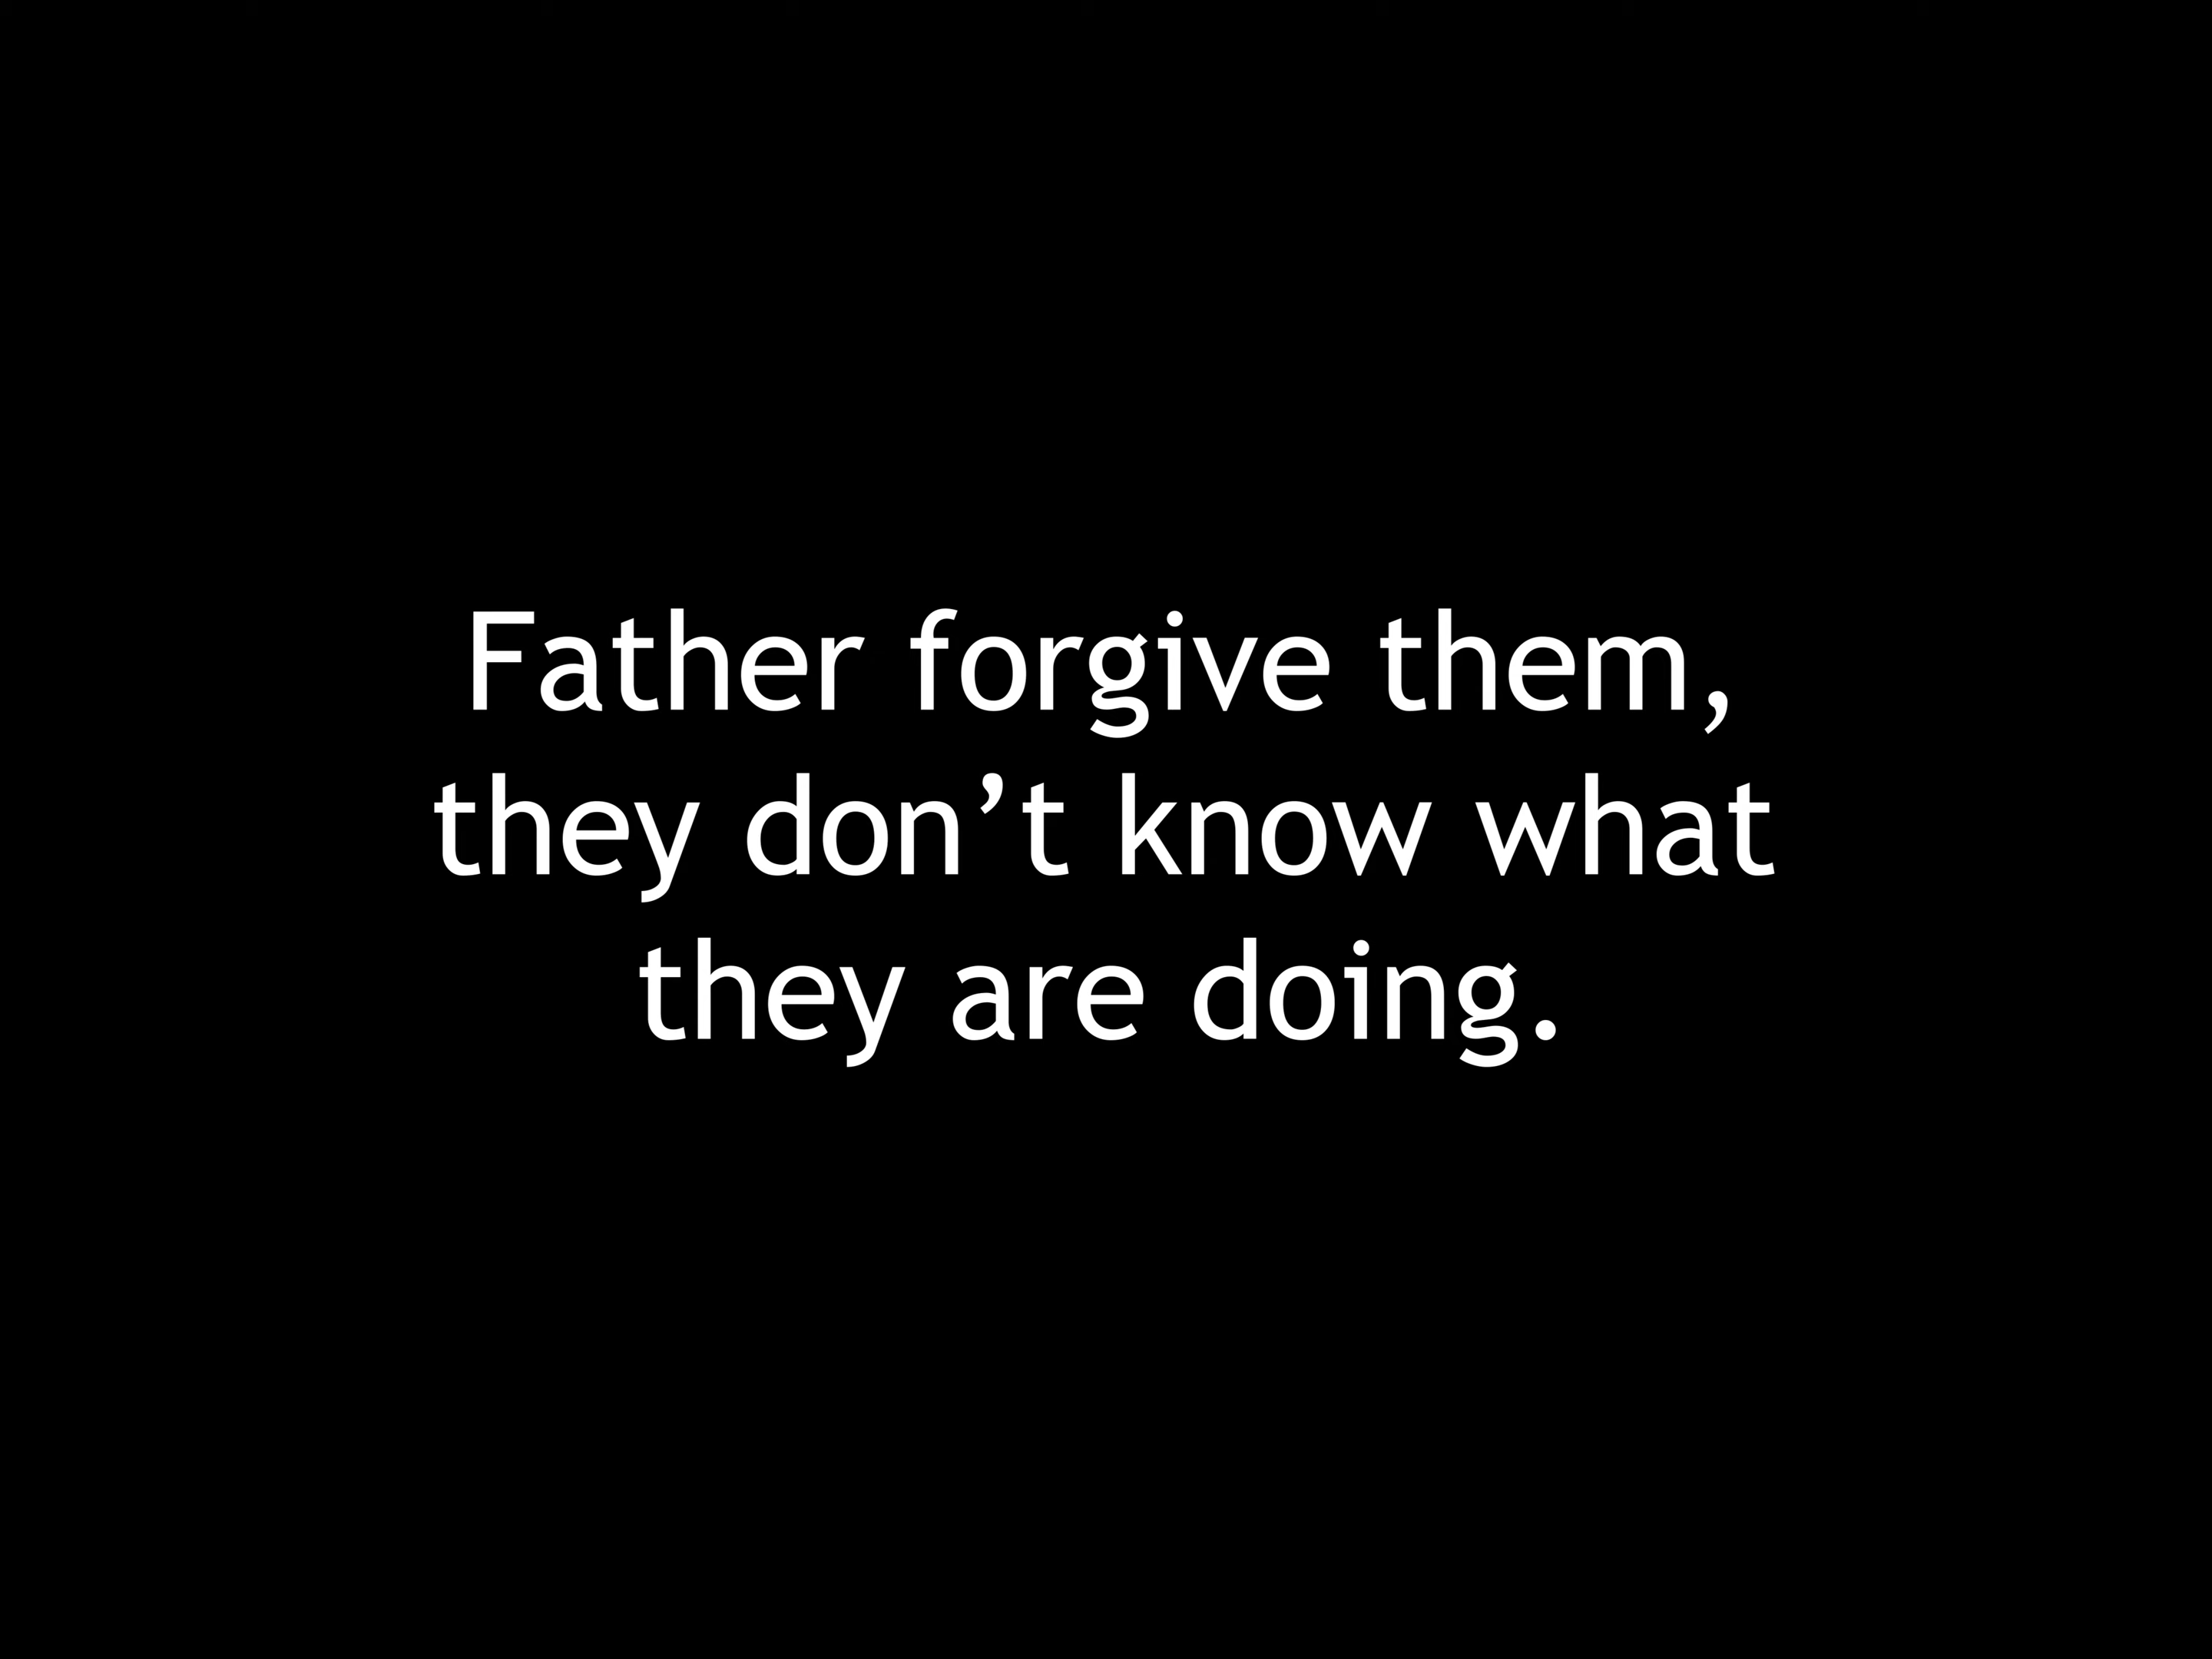 Father forgive them,
they don’t know what
they are doing.